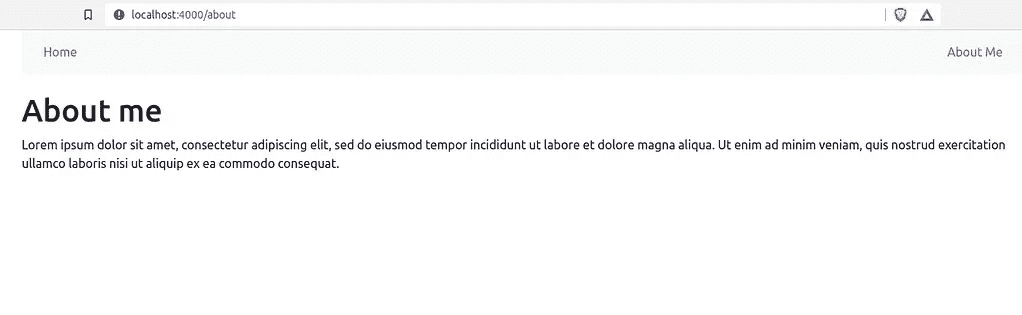 localhost:4000/about
Home About Me
About me
Lorem ipsum dolor sit amet, consectetur adipiscing elit, sed do eiusmod tempor incididunt ut labore et dolore magna aliqua. Ut enim ad minim veniam, quis nostrud exercitation
ullamco laboris nisi ut aliquip ex ea commodo consequat.